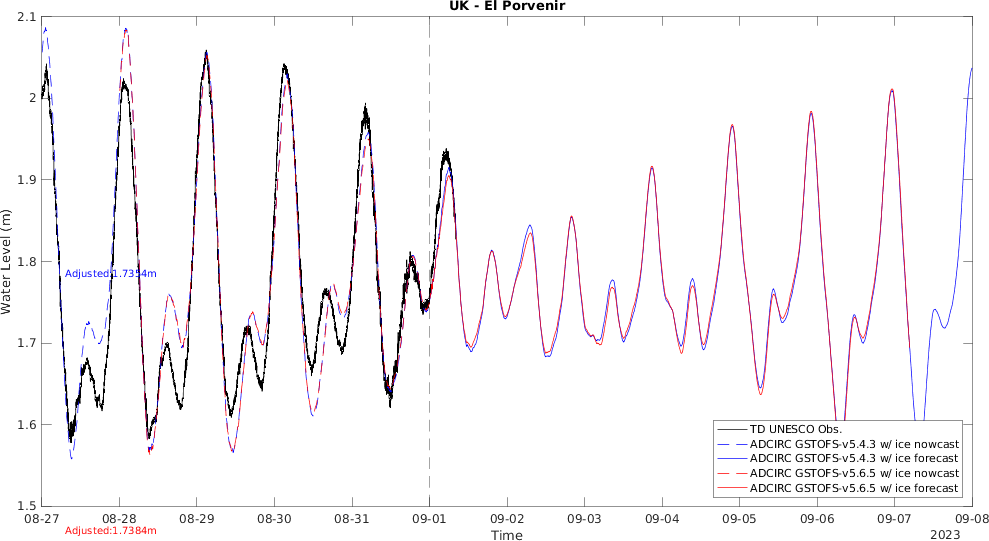 UK - El Porvenir
2.1
2
1.9
1.8
1.7
1.6
1.5
Water Level (m)
Adjusted:1.7354m
TD UNESCO Obs.
ADCIRC GSTOFS-v5.4.3 w/ ice nowcast
ADCIRC GSTOFS-v5.4.3 w/ ice forecast
ADCIRC GSTOFS-v5.6.5 w/ ice nowcast
ADCIRC GSTOFS-v5.6.5 w/ ice forecast
08-27 08-28 08-29 08-30 08-31 09-01 09-02 09-03 09-04 09-05 09-06 09-07 09-08
Adjusted:1.7384m
Time
2023